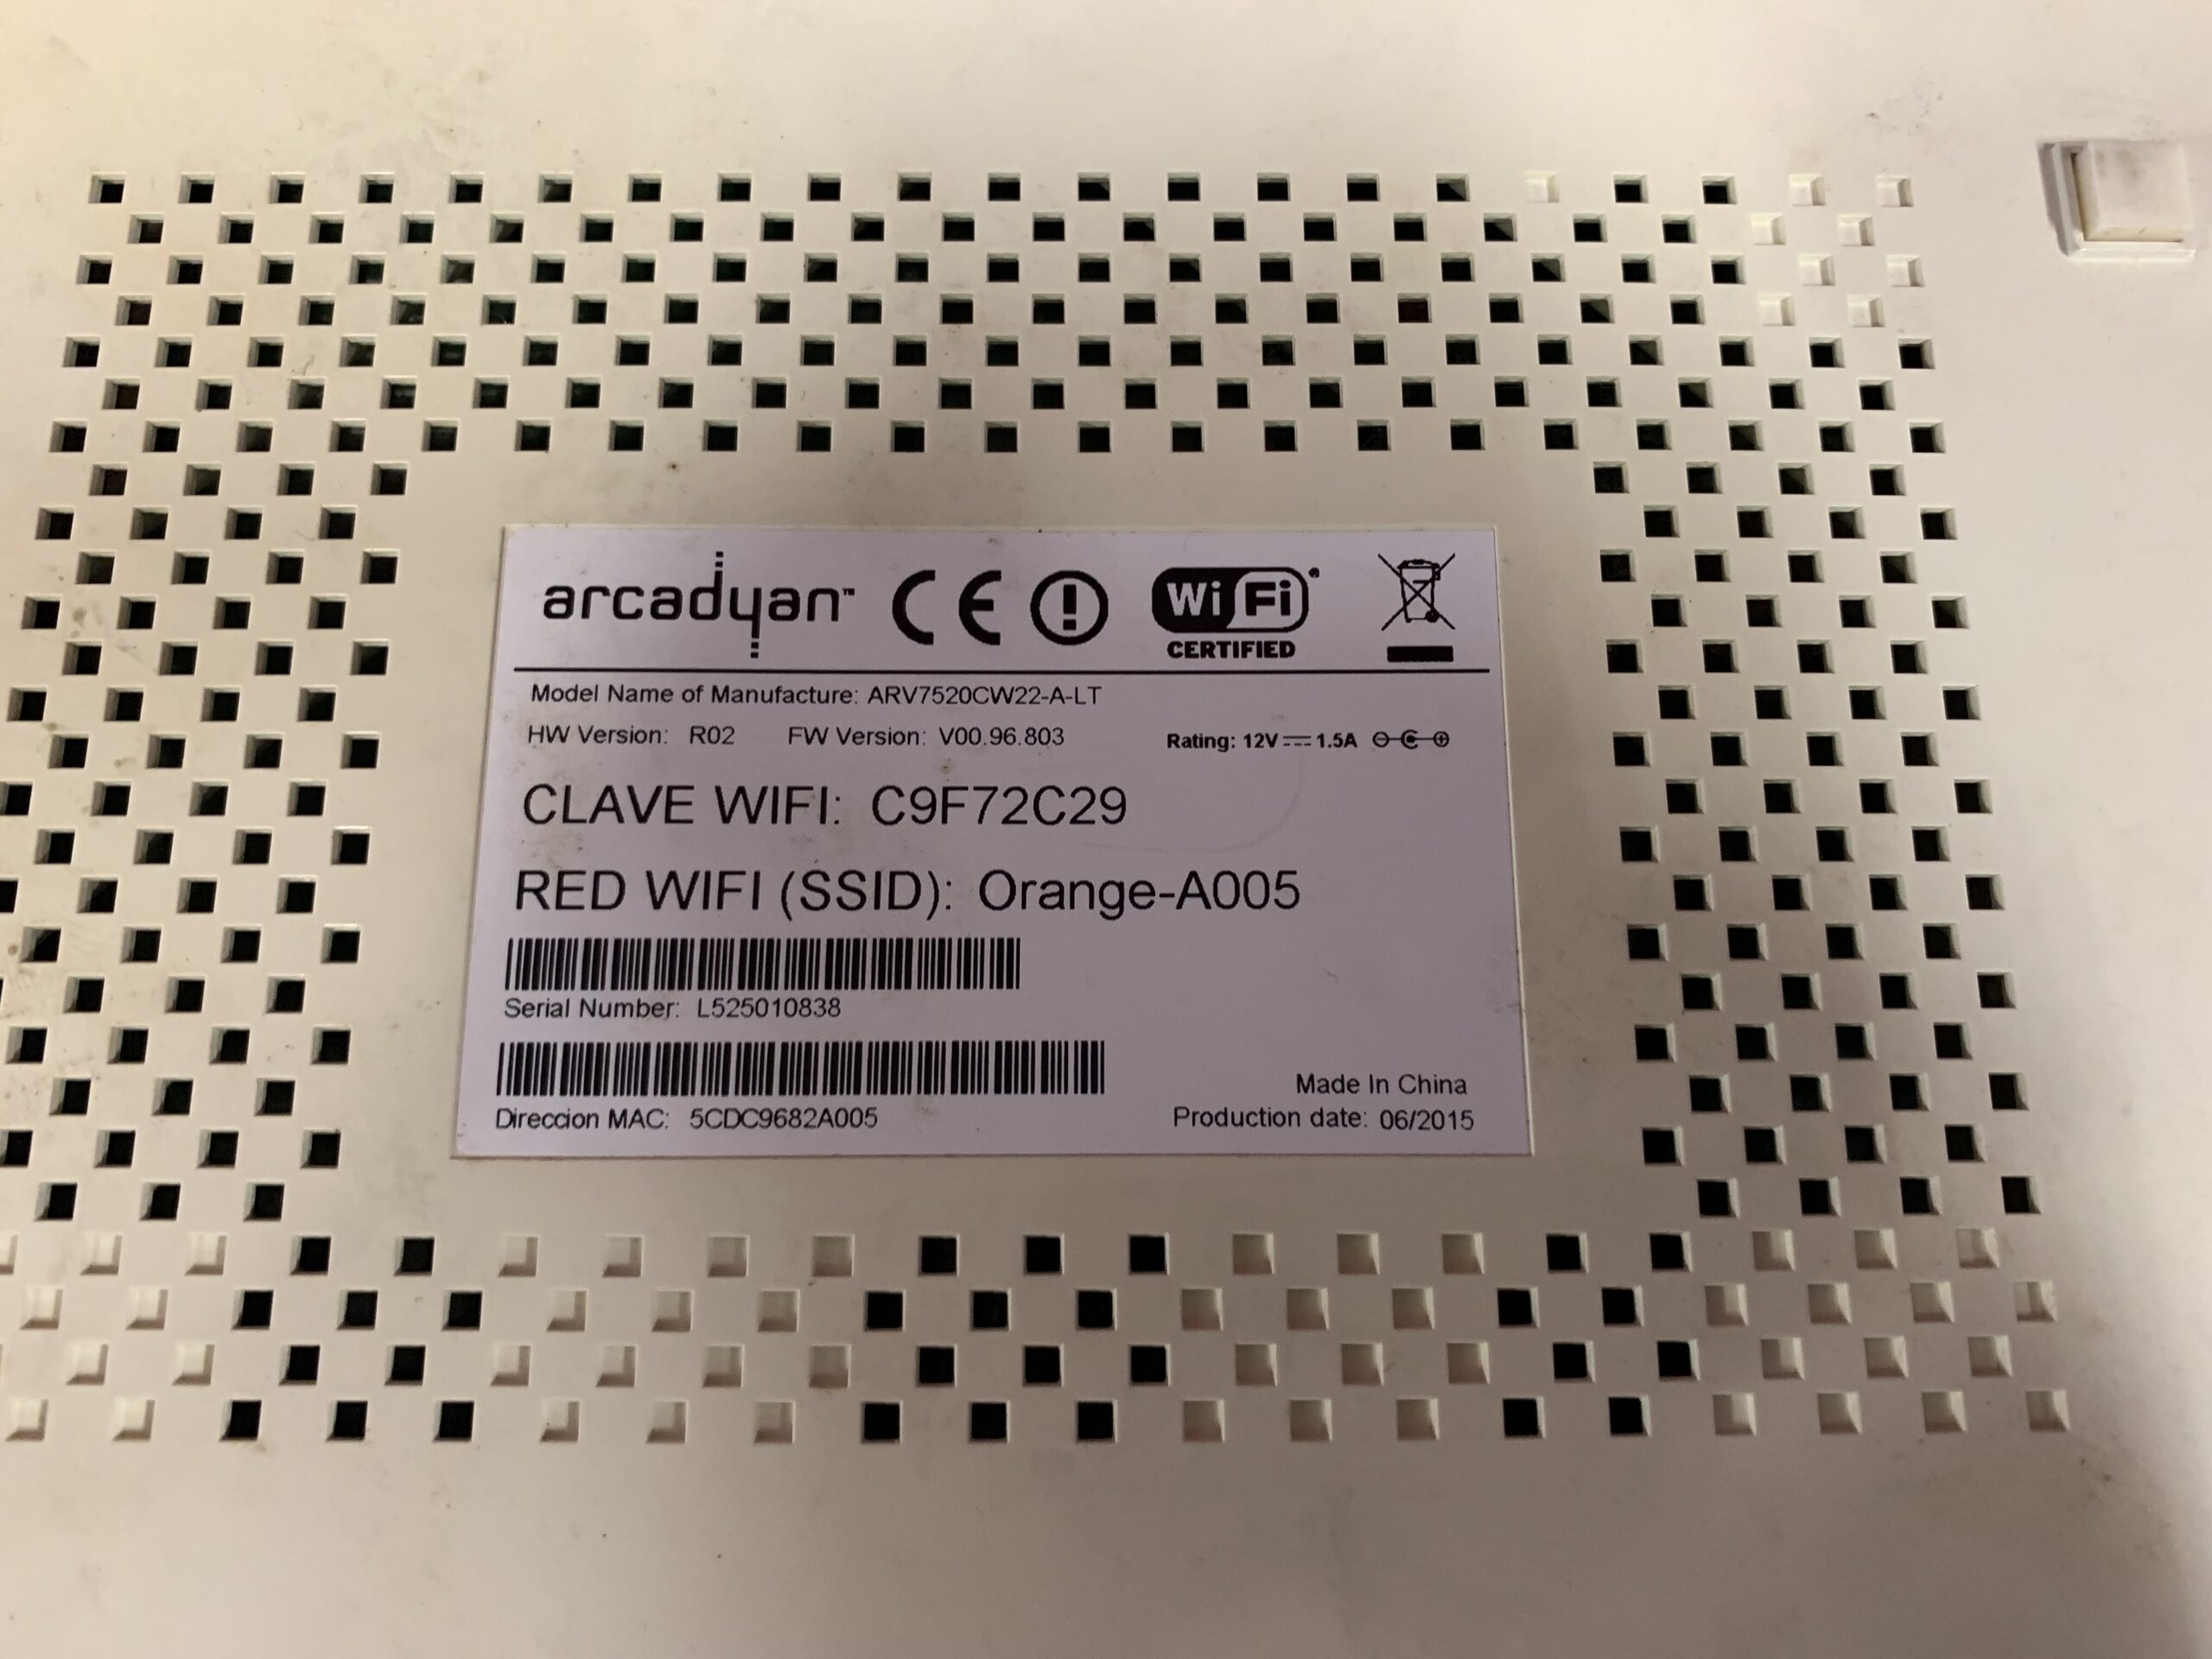 arcadyan™ CE Wi Fi
CERTIFIED
Model Name of Manufacture: ARV7520CW22-A-LT
HW Version: R02 FW Version: V00.96.803 Rating: 12V 1.5A
CLAVE WIFI: C9F72C29
RED WIFI (SSID): Orange-A005
Serial Number: L525010838
Made In China
Direccion MAC: 5CDC9682A005 Production date: 06/2015